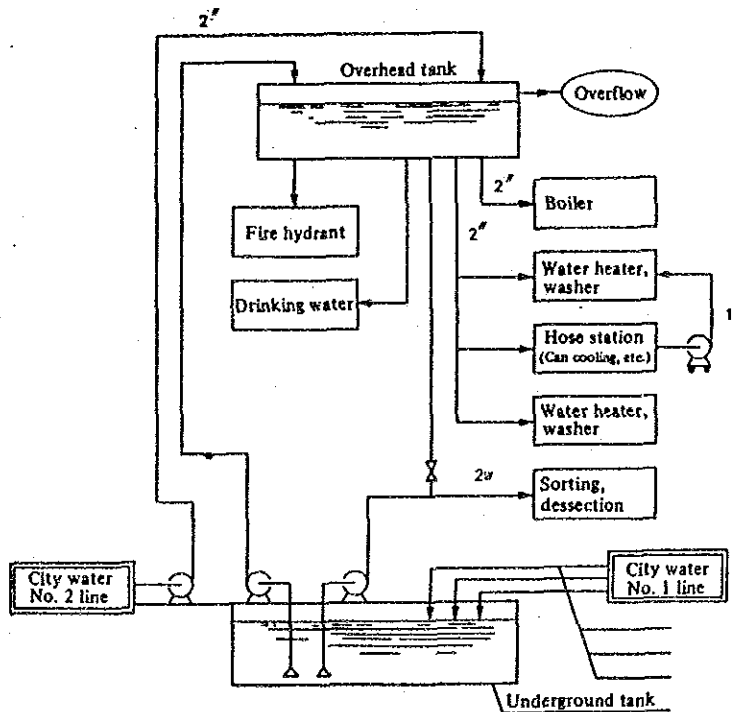 2"
Overhead tank
Overflow
2"
Boiler
Fire hydrant
2"
Water heater,
washer
Drinking water
1
Hose station
(Can cooling, etc.)
Water heater,
washer
2w
Sorting,
dessection
City water
No. 2 line
City water
No. 1 line
Underground tank